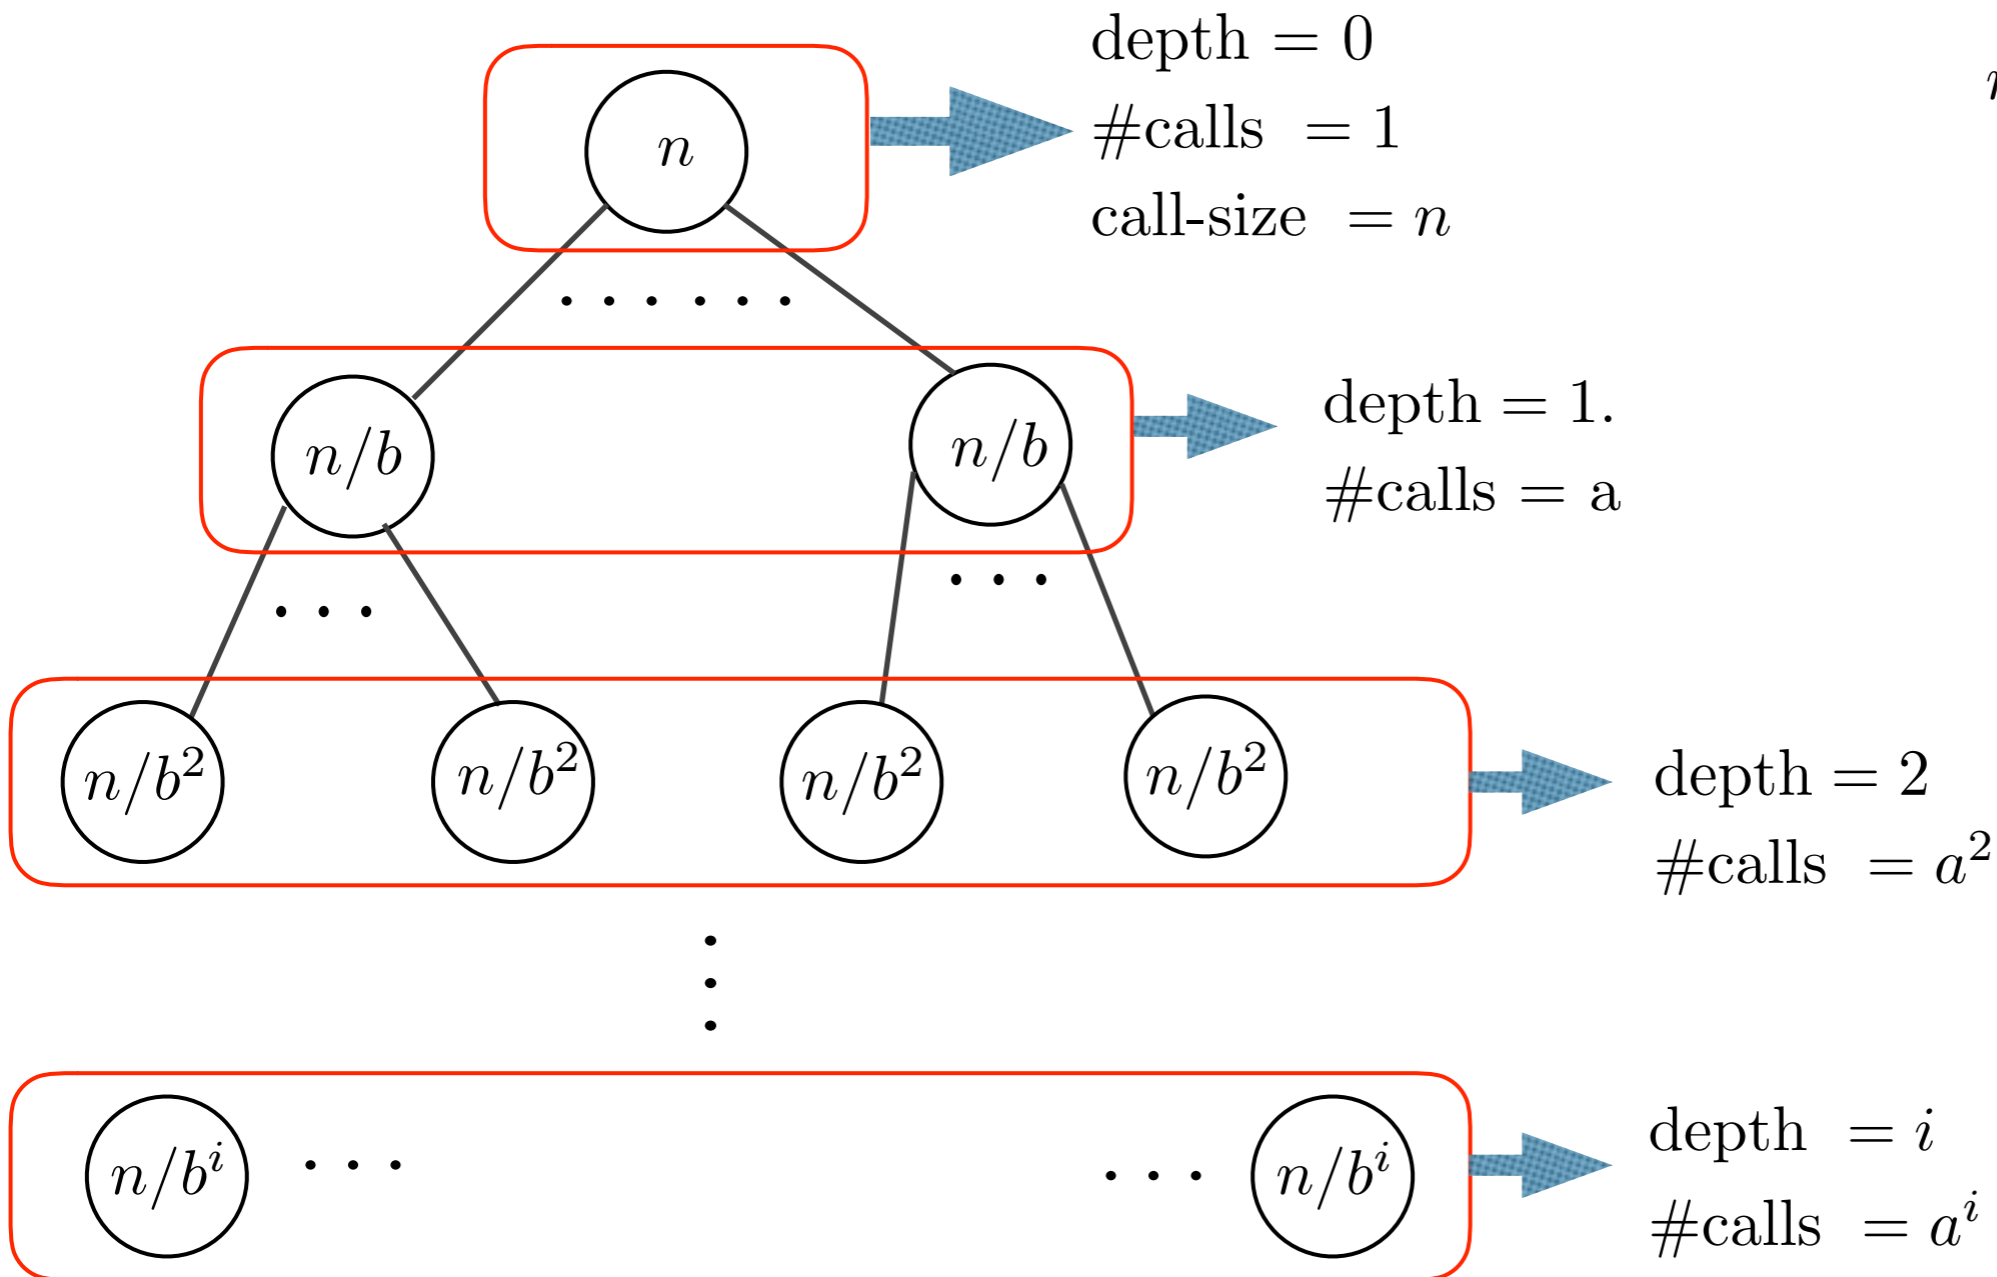 n
depth = 0
#calls = 1
call-size = n
n/b
n/b
depth = 1.
#calls = a
n/b²
n/b²
n/b²
n/b²
depth = 2
#calls = a²
n/bⁱ
. . .
. . .
n/bⁱ
depth = i
#calls = aⁱ